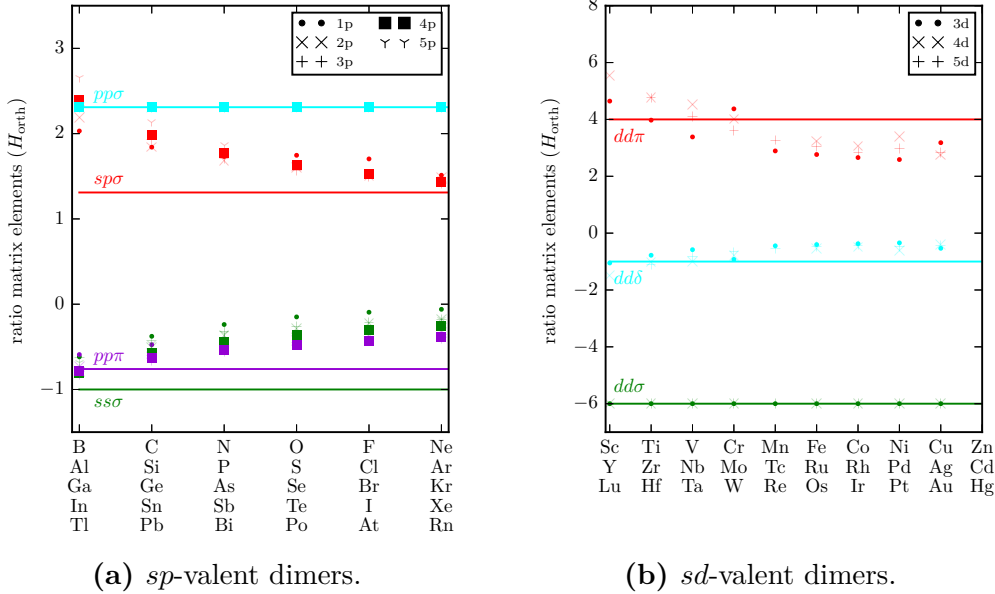 ratio matrix elements (H_orth)
3
2
1
0
−1
1p
2p
3p
4p
5p
ppσ
spσ
ppπ
ssσ
B C N O F Ne
Al Si P S Cl Ar
Ga Ge As Se Br Kr
In Sn Sb Te I Xe
Tl Pb Bi Po At Rn
(a) sp-valent dimers.
ratio matrix elements (H_orth)
8
6
4
2
0
−2
−4
−6
3d
4d
5d
ddπ
ddδ
ddσ
Sc Ti V Cr Mn Fe Co Ni Cu Zn
Y Zr Nb Mo Tc Ru Rh Pd Ag Cd
Lu Hf Ta W Re Os Ir Pt Au Hg
(b) sd-valent dimers.